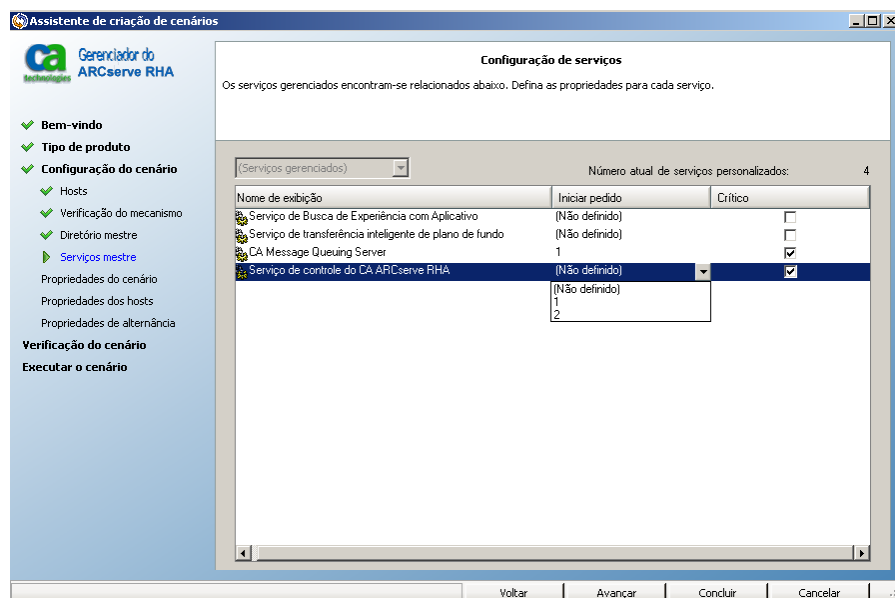 Assistente de criação de cenários
ca
technologies
Gerenciador do
ARCserve RHA
Bem-vindo
Tipo de produto
Configuração do cenário
Hosts
Verificação do mecanismo
Diretório mestre
Serviços mestre
Propriedades do cenário
Propriedades dos hosts
Propriedades de alternância
Verificação do cenário
Executar o cenário
Configuração de serviços
Os serviços gerenciados encontram-se relacionados abaixo. Defina as propriedades para cada serviço.
(Serviços gerenciados)
Número atual de serviços personalizados: 4
Nome de exibição Iniciar pedido Crítico
Serviço de Busca de Experiência com Aplicativo (Não definido)
Serviço de transferência inteligente de plano de fundo (Não definido)
CA Message Queuing Server 1
Serviço de controle do CA ARCserve RHA (Não definido)
(Não definido)
1
2
Voltar Avançar Concluir Cancelar